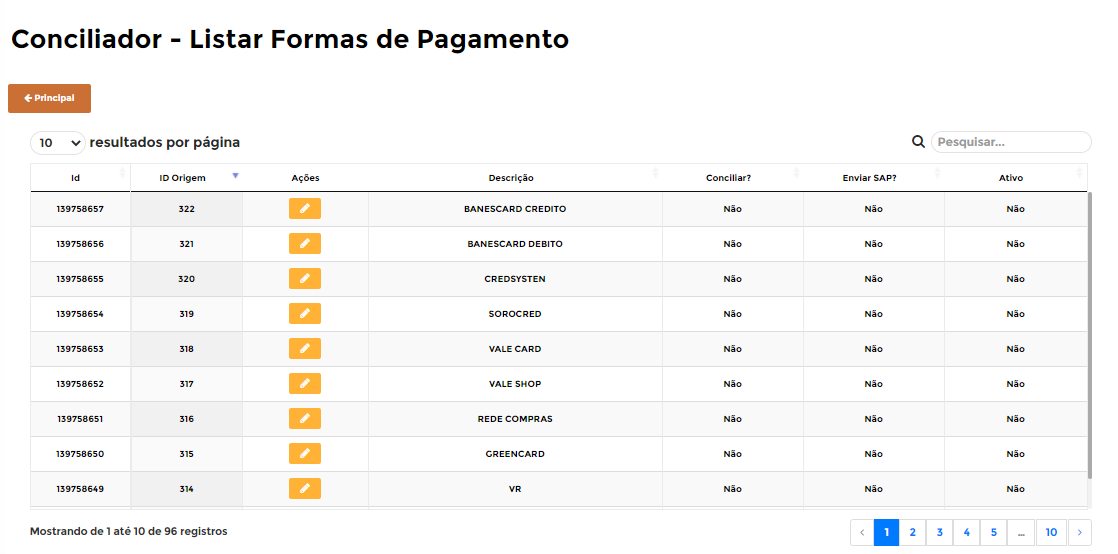 Conciliador - Listar Formas de Pagamento
Principal
10 resultados por página Pesquisar...
Id ID Origem Ações Descrição Conciliar? Enviar SAP? Ativo
139758657 322 BANESCARD CREDITO Não Não Não
139758656 321 BANESCARD DEBITO Não Não Não
139758655 320 CREDSYSTEN Não Não Não
139758654 319 SOROCRED Não Não Não
139758653 318 VALE CARD Não Não Não
139758652 317 VALE SHOP Não Não Não
139758651 316 REDE COMPRAS Não Não Não
139758650 315 GREENCARD Não Não Não
139758649 314 VR Não Não Não
Mostrando de 1 até 10 de 96 registros ‹ 1 2 3 4 5 ... 10 ›